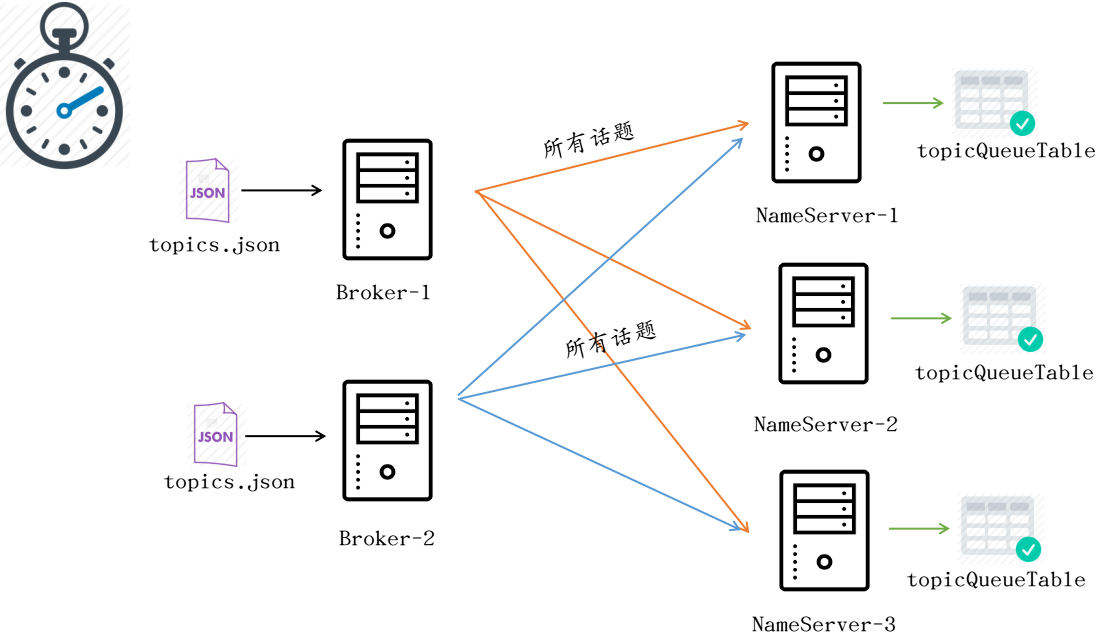 所有话题
JSON
topics.json
Broker-1
topicQueueTable
NameServer-1
所有话题
topicQueueTable
JSON
topics.json
NameServer-2
Broker-2
topicQueueTable
NameServer-3